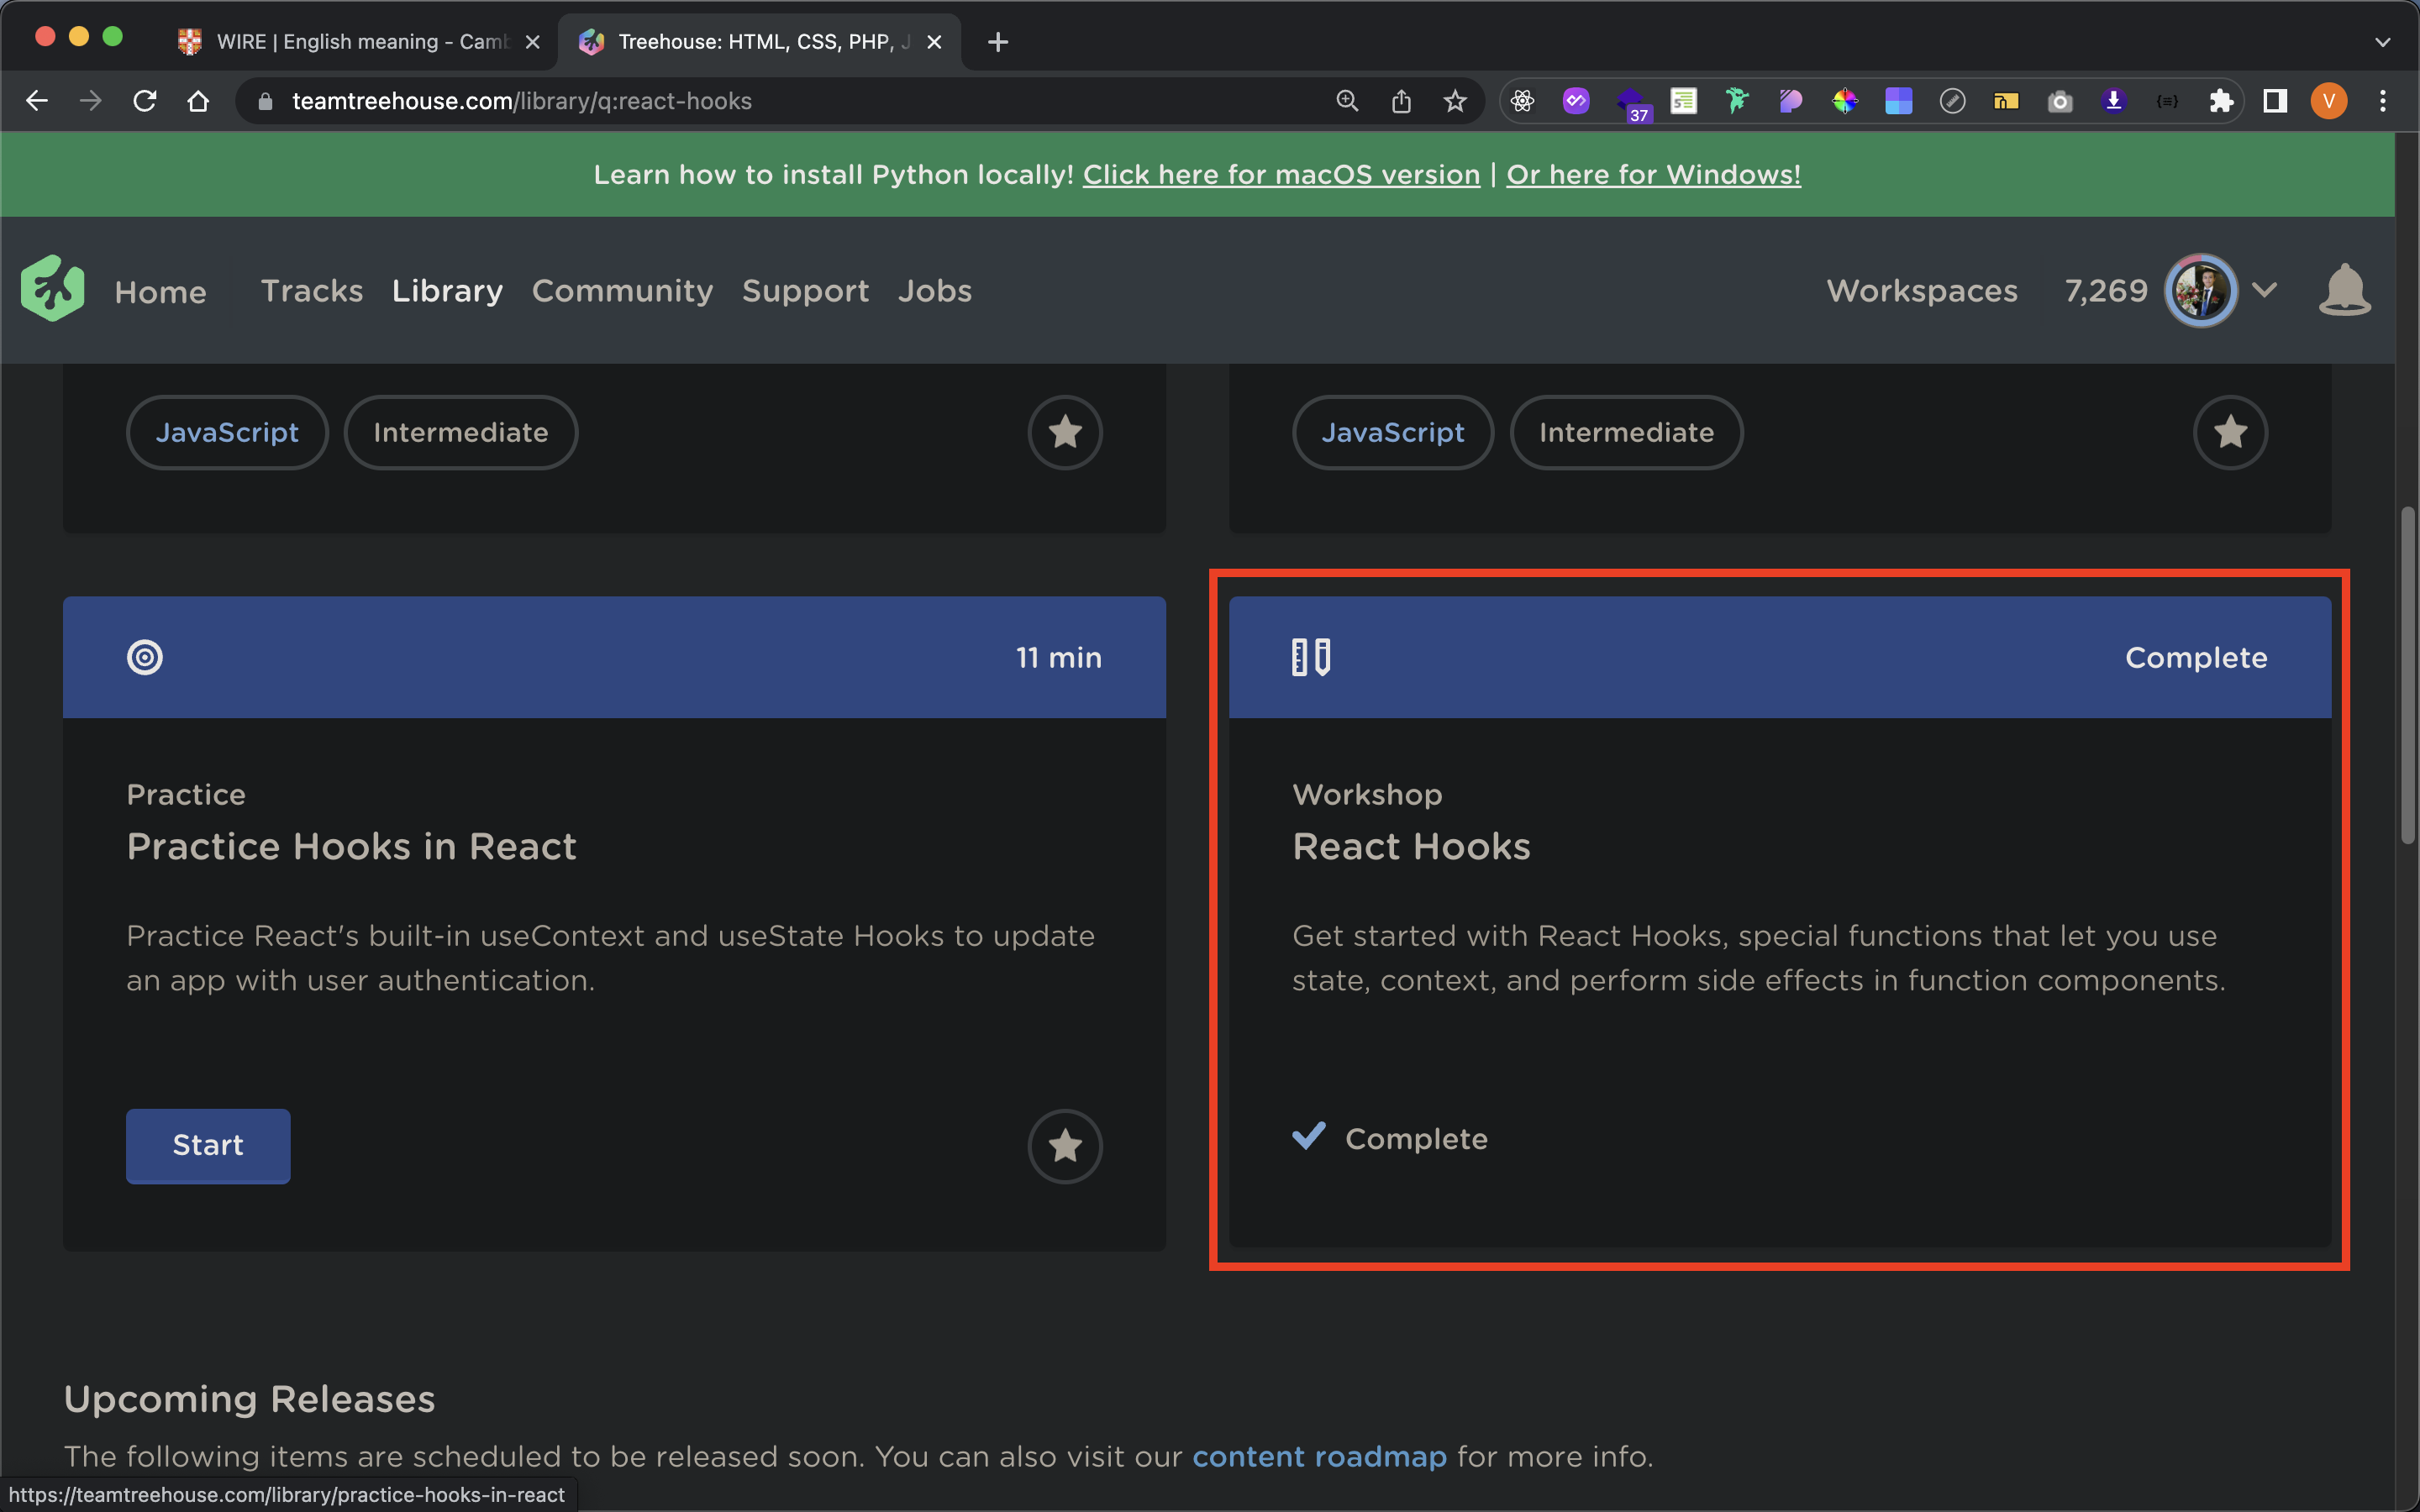 WIRE | English meaning - Camb
Treehouse: HTML, CSS, PHP, J
teamtreehouse.com/library/q:react-hooks
37
V
Learn how to install Python locally! Click here for macOS version | Or here for Windows!
Home Tracks Library Community Support Jobs Workspaces 7,269
JavaScript Intermediate
JavaScript Intermediate
11 min
Practice
Practice Hooks in React
Practice React's built-in useContext and useState Hooks to update
an app with user authentication.
Start
Complete
Workshop
React Hooks
Get started with React Hooks, special functions that let you use
state, context, and perform side effects in function components.
Complete
Upcoming Releases
The following items are scheduled to be released soon. You can also visit our content roadmap for more info.
https://teamtreehouse.com/library/practice-hooks-in-react